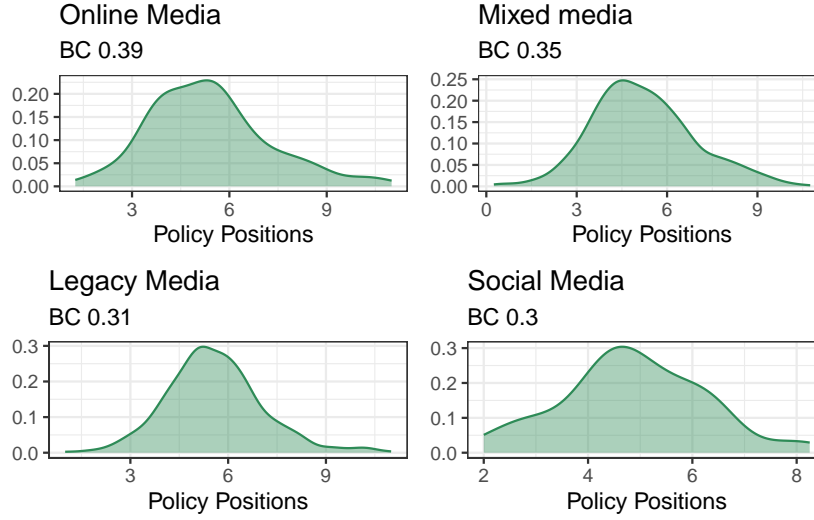 Online Media
BC 0.39
0.20
0.15
0.10
0.05
0.00
3 6 9
Policy Positions
Mixed media
BC 0.35
0.25
0.20
0.15
0.10
0.05
0.00
0 3 6 9
Policy Positions
Legacy Media
BC 0.31
0.3
0.2
0.1
0.0
3 6 9
Policy Positions
Social Media
BC 0.3
0.3
0.2
0.1
0.0
2 4 6 8
Policy Positions